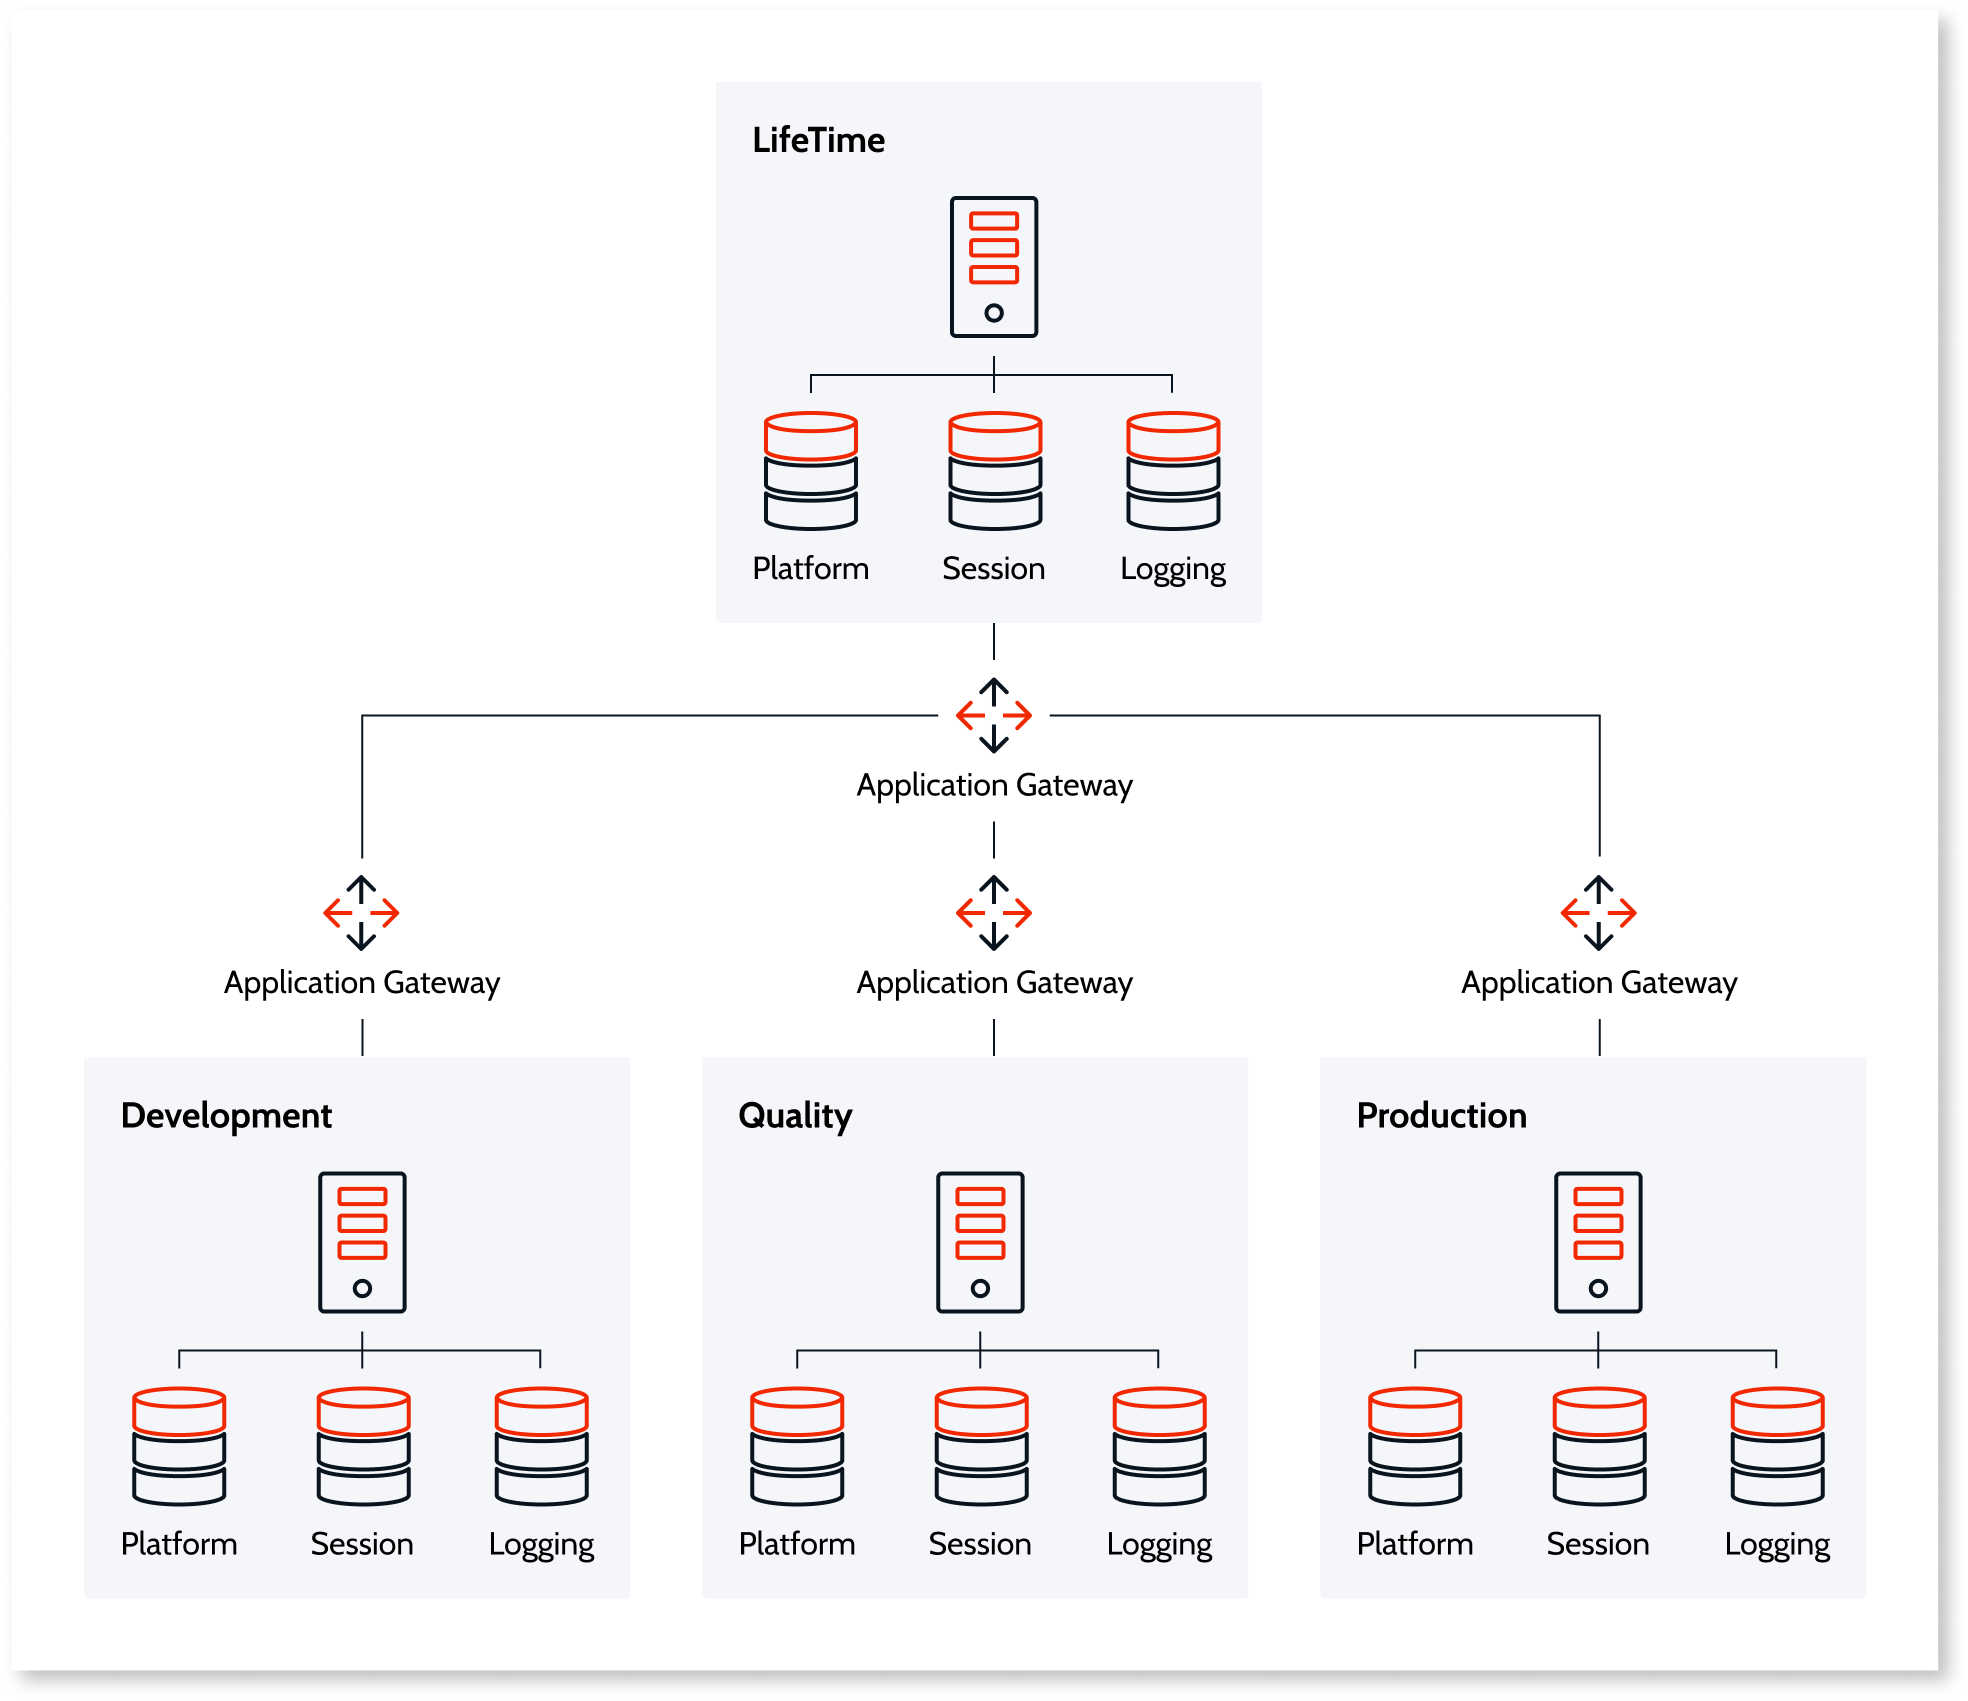 LifeTime
Platform Session Logging
Application Gateway
Application Gateway Application Gateway Application Gateway
Development Quality Production
Platform Session Logging Platform Session Logging Platform Session Logging